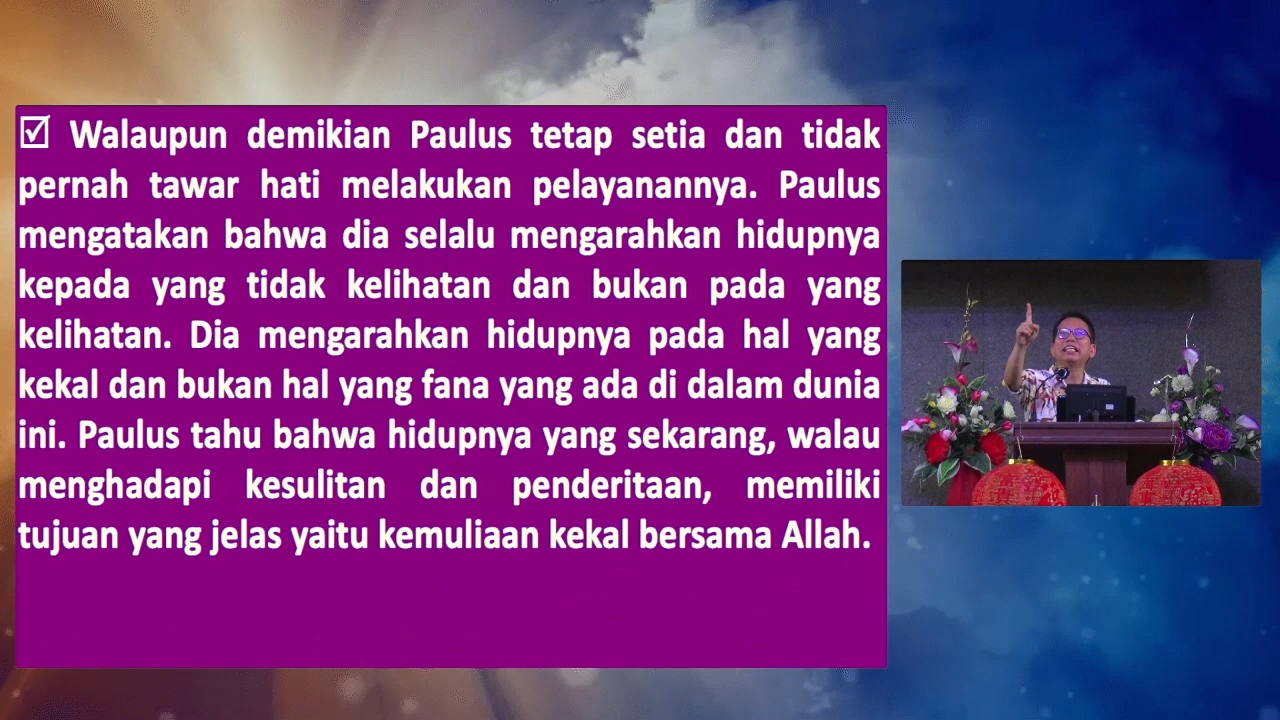 ☑ Walaupun demikian Paulus tetap setia dan tidak
pernah tawar hati melakukan pelayanannya. Paulus
mengatakan bahwa dia selalu mengarahkan hidupnya
kepada yang tidak kelihatan dan bukan pada yang
kelihatan. Dia mengarahkan hidupnya pada hal yang
kekal dan bukan hal yang fana yang ada di dalam dunia
ini. Paulus tahu bahwa hidupnya yang sekarang, walau
menghadapi kesulitan dan penderitaan, memiliki
tujuan yang jelas yaitu kemuliaan kekal bersama Allah.